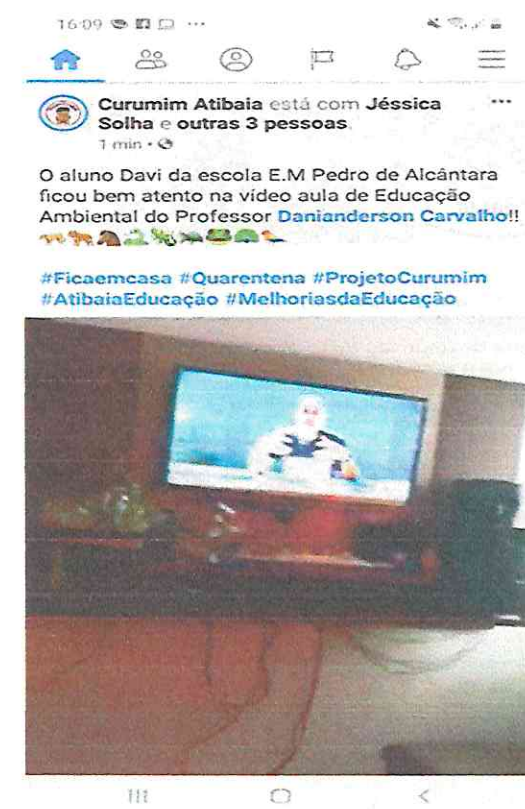 16:09
Curumim Atibaia está com Jéssica
Solha e outras 3 pessoas.
1 min •
O aluno Davi da escola E.M Pedro de Alcântara
ficou bem atento na vídeo aula de Educação
Ambiental do Professor Danianderson Carvalho!!
#Ficaemcasa #Quarentena #ProjetoCurumim
#AtibaiaEducação #MelhoriasdaEducação